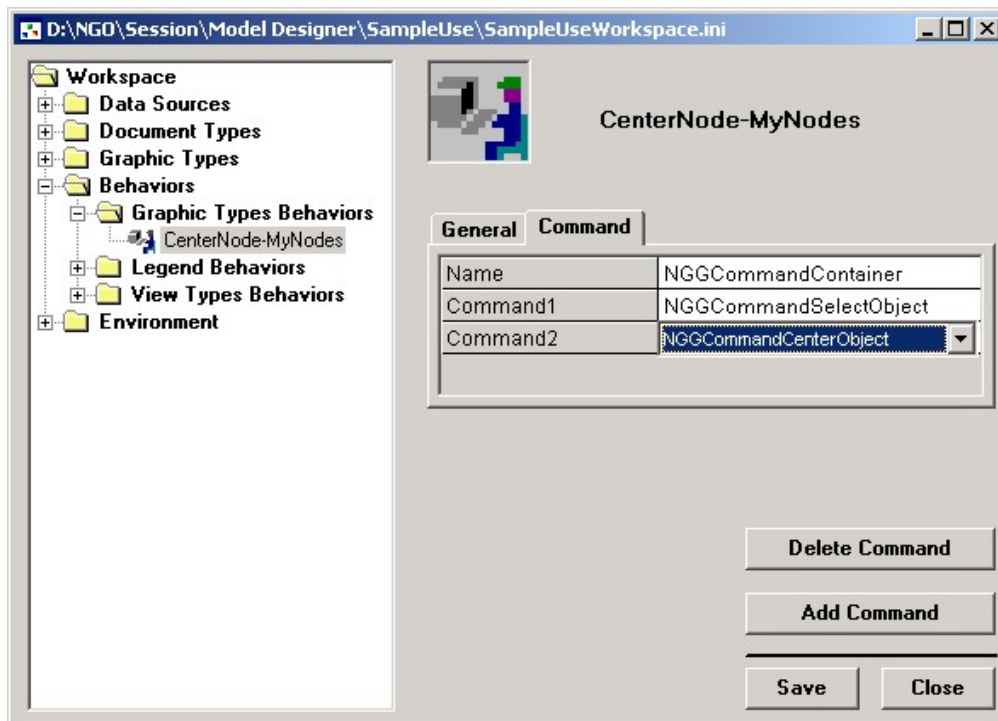 D:\NGO\Session\Model Designer\SampleUse\SampleUseWorkspace.ini
Workspace
Data Sources
Document Types
Graphic Types
Behaviors
Graphic Types Behaviors
CenterNode-MyNodes
Legend Behaviors
View Types Behaviors
Environment
CenterNode-MyNodes
General Command
Name NGGCommandContainer
Command1 NGGCommandSelectObject
Command2 NGGCommandCenterObject
Delete Command
Add Command
Save Close